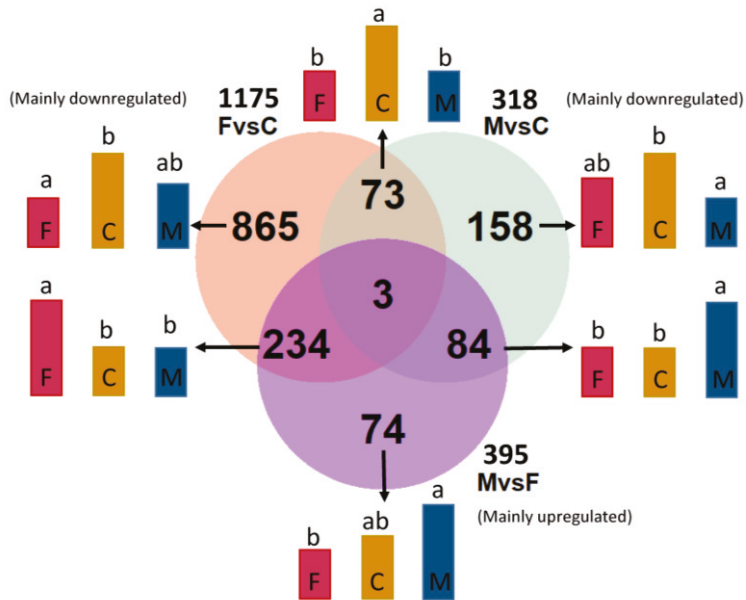 a
b
b
F
C
M
(Mainly downregulated)
1175
FvsC
318
MvsC
(Mainly downregulated)
a
b
ab
F
C
M
865
73
158
ab
b
a
F
C
M
3
a
b
b
F
C
M
234
84
b
b
a
F
C
M
74
395
MvsF
(Mainly upregulated)
b
ab
a
F
C
M